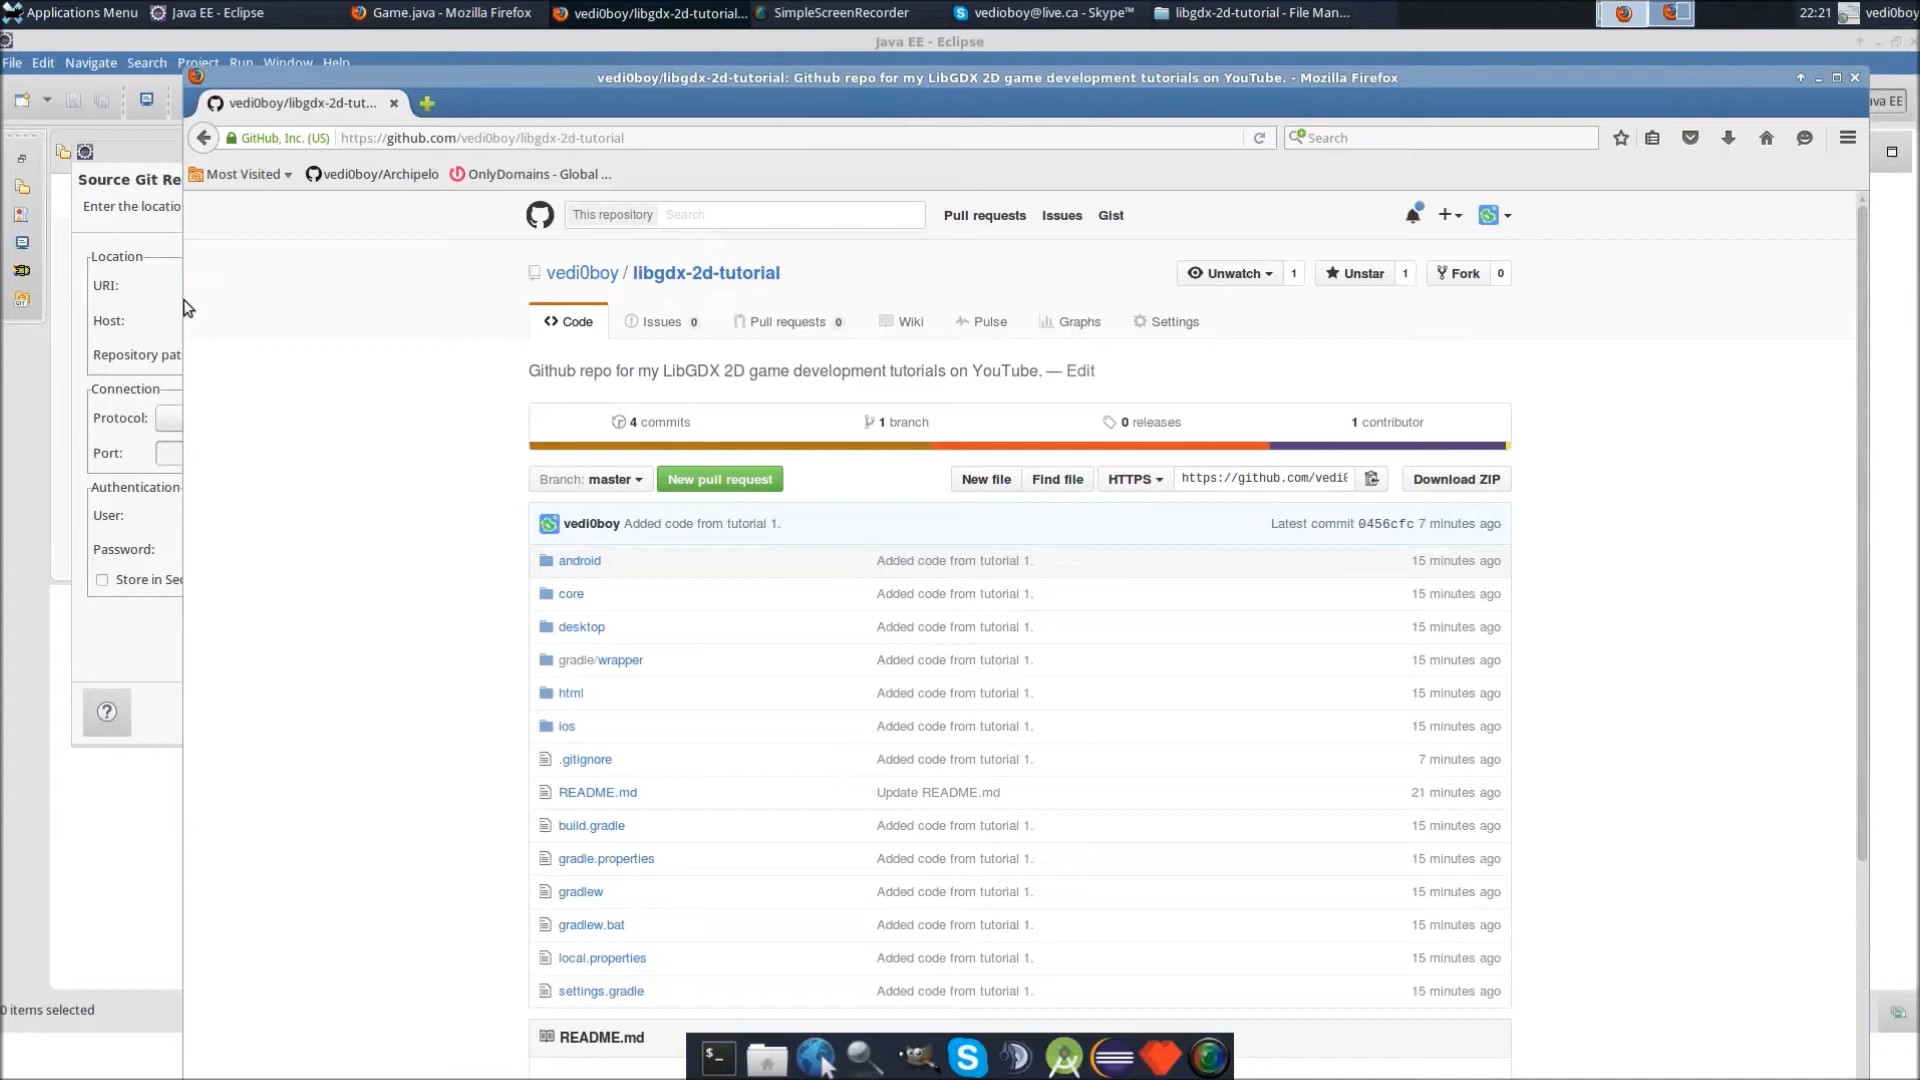 Applications Menu Java EE - Eclipse Game.java - Mozilla Firefox vedi0boy/libgdx-2d-tutorial... SimpleScreenRecorder vedioboy@live.ca - Skype™ libgdx-2d-tutorial - File Man... 22:21 vedi0boy
Java EE - Eclipse
File Edit Navigate Search Project Run Window Help
vedi0boy/libgdx-2d-tutorial: Github repo for my LibGDX 2D game development tutorials on YouTube. - Mozilla Firefox
vedi0boy/libgdx-2d-tut...
ava EE
GitHub, Inc. (US) https://github.com/vedi0boy/libgdx-2d-tutorial Search
Most Visited vedi0boy/Archipelo OnlyDomains - Global ...
Source Git Re
Enter the locatio
Location
URI:
Host:
Repository pat
Connection
Protocol:
Port:
Authentication
User:
Password:
Store in Sec
0 items selected
This repository Search Pull requests Issues Gist
vedi0boy / libgdx-2d-tutorial Unwatch 1 Unstar 1 Fork 0
Code Issues 0 Pull requests 0 Wiki Pulse Graphs Settings
Github repo for my LibGDX 2D game development tutorials on YouTube. — Edit
4 commits 1 branch 0 releases 1 contributor
Branch: master New pull request New file Find file HTTPS https://github.com/vedi0 Download ZIP
vedi0boy Added code from tutorial 1. Latest commit 0456cfc 7 minutes ago
android Added code from tutorial 1. 15 minutes ago
core Added code from tutorial 1. 15 minutes ago
desktop Added code from tutorial 1. 15 minutes ago
gradle/wrapper Added code from tutorial 1. 15 minutes ago
html Added code from tutorial 1. 15 minutes ago
ios Added code from tutorial 1. 15 minutes ago
.gitignore Added code from tutorial 1. 7 minutes ago
README.md Update README.md 21 minutes ago
build.gradle Added code from tutorial 1. 15 minutes ago
gradle.properties Added code from tutorial 1. 15 minutes ago
gradlew Added code from tutorial 1. 15 minutes ago
gradlew.bat Added code from tutorial 1. 15 minutes ago
local.properties Added code from tutorial 1. 15 minutes ago
settings.gradle Added code from tutorial 1. 15 minutes ago
README.md